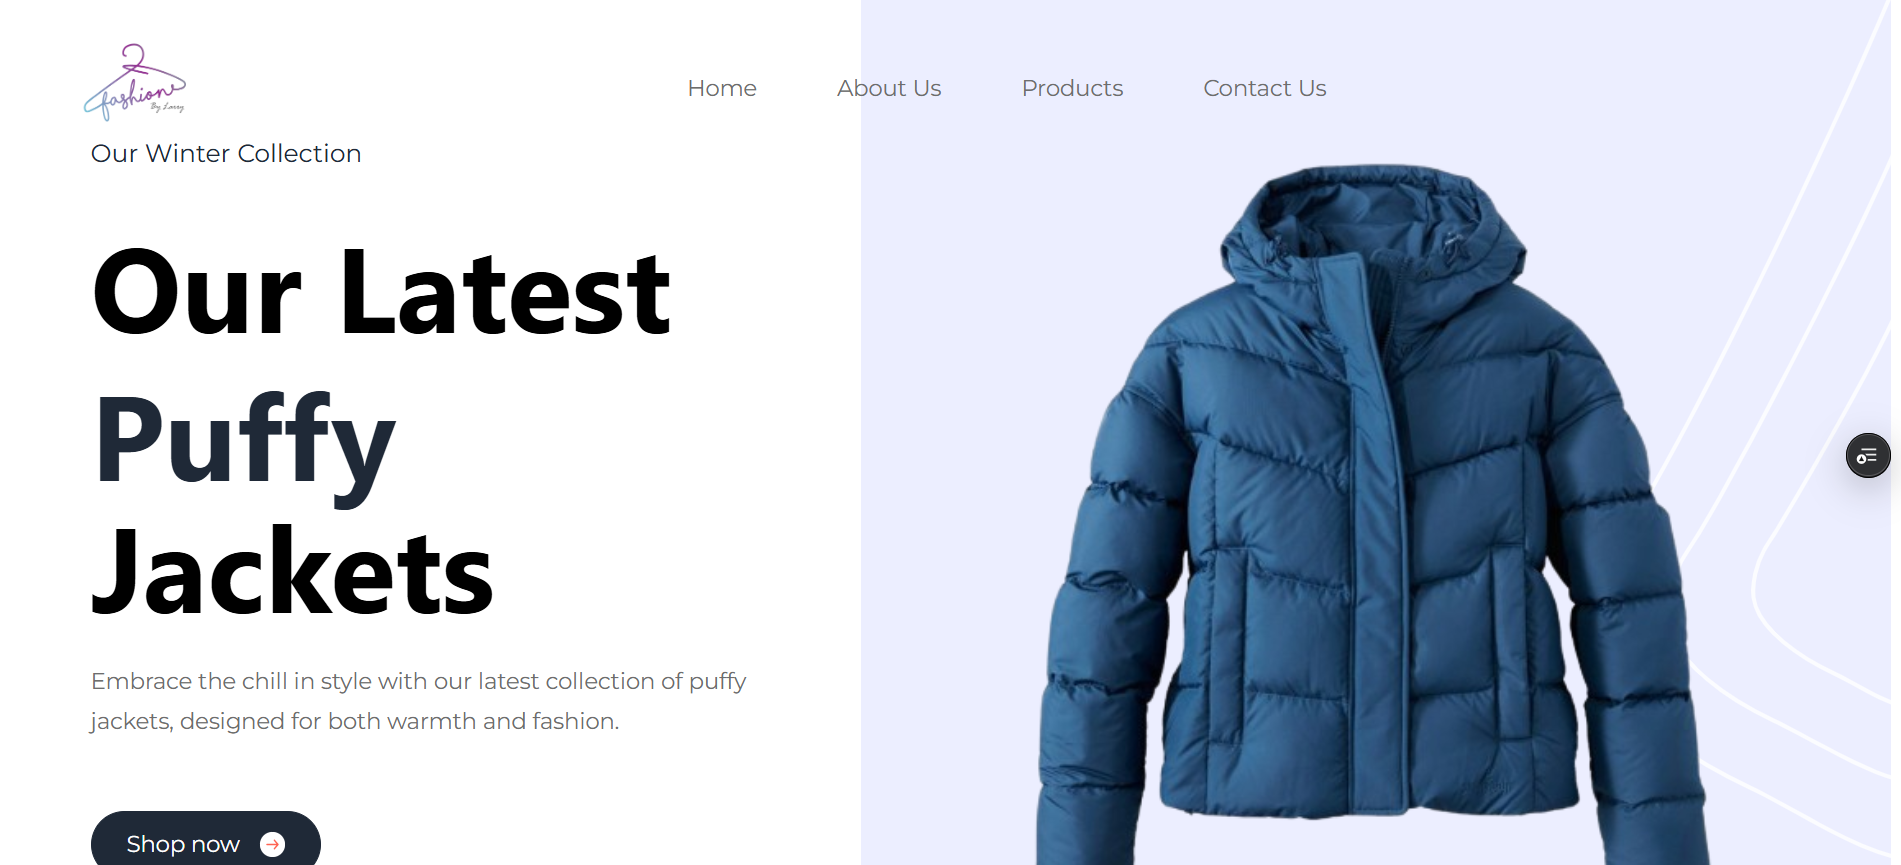 fashion
By Larry
Home
About Us
Products
Contact Us
Our Winter Collection
Our Latest
Puffy
Jackets
Embrace the chill in style with our latest collection of puffy
jackets, designed for both warmth and fashion.
Shop now